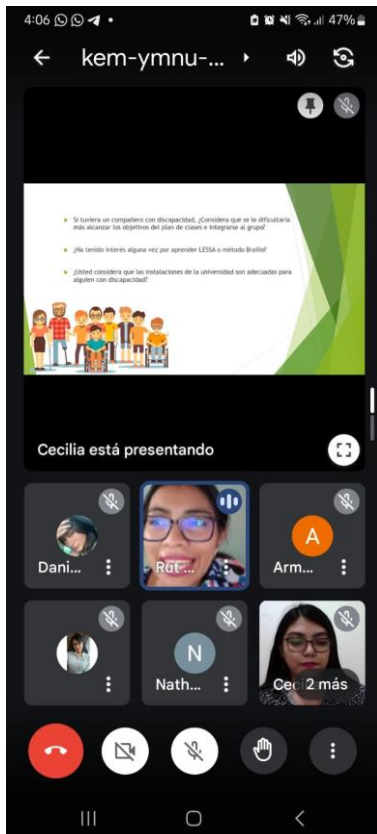 4:06
47%
kem-ymnu-...
Si tuviera un compañero con discapacidad, ¿Considera que se le dificultaría
más alcanzar los objetivos del plan de clases e integrarse al grupo?
¿Ha tenido interés alguna vez por aprender LESSA o método Braille?
¿Usted considera que las instalaciones de la universidad son adecuadas para
alguien con discapacidad?
Cecilia está presentando
Dani...
Rut
A
Arm...
N
Nath...
Ceci
2 más